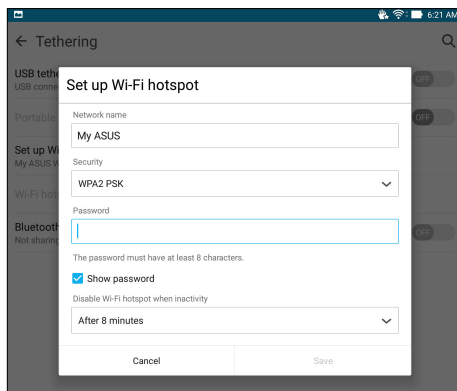 6:21 AM
Tethering
USB tethe
USB conne
OFF
Portable
OFF
Set up Wi
My ASUS W
Wi-Fi hot
Bluetooth
Not sharing
OFF
Set up Wi-Fi hotspot
Network name
My ASUS
Security
WPA2 PSK
Password
The password must have at least 8 characters.
Show password
Disable Wi-Fi hotspot when inactivity
After 8 minutes
Cancel
Save